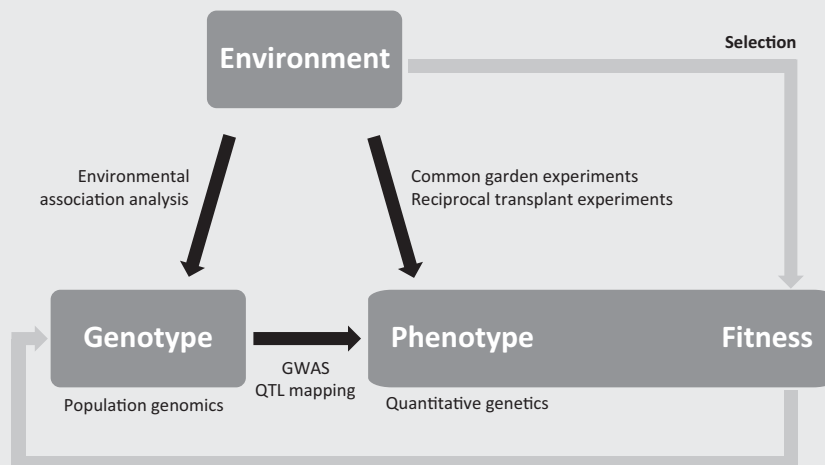 Selection
Environment
Environmental
association analysis
Common garden experiments
Reciprocal transplant experiments
Genotype
Phenotype
Fitness
GWAS
QTL mapping
Population genomics
Quantitative genetics